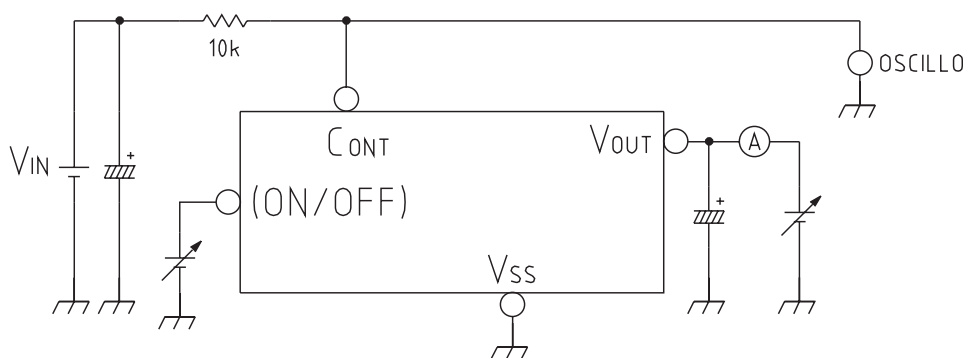 10k
OSCILLO
CONT
VIN
+
VOUT
A
(ON/OFF)
+
VSS